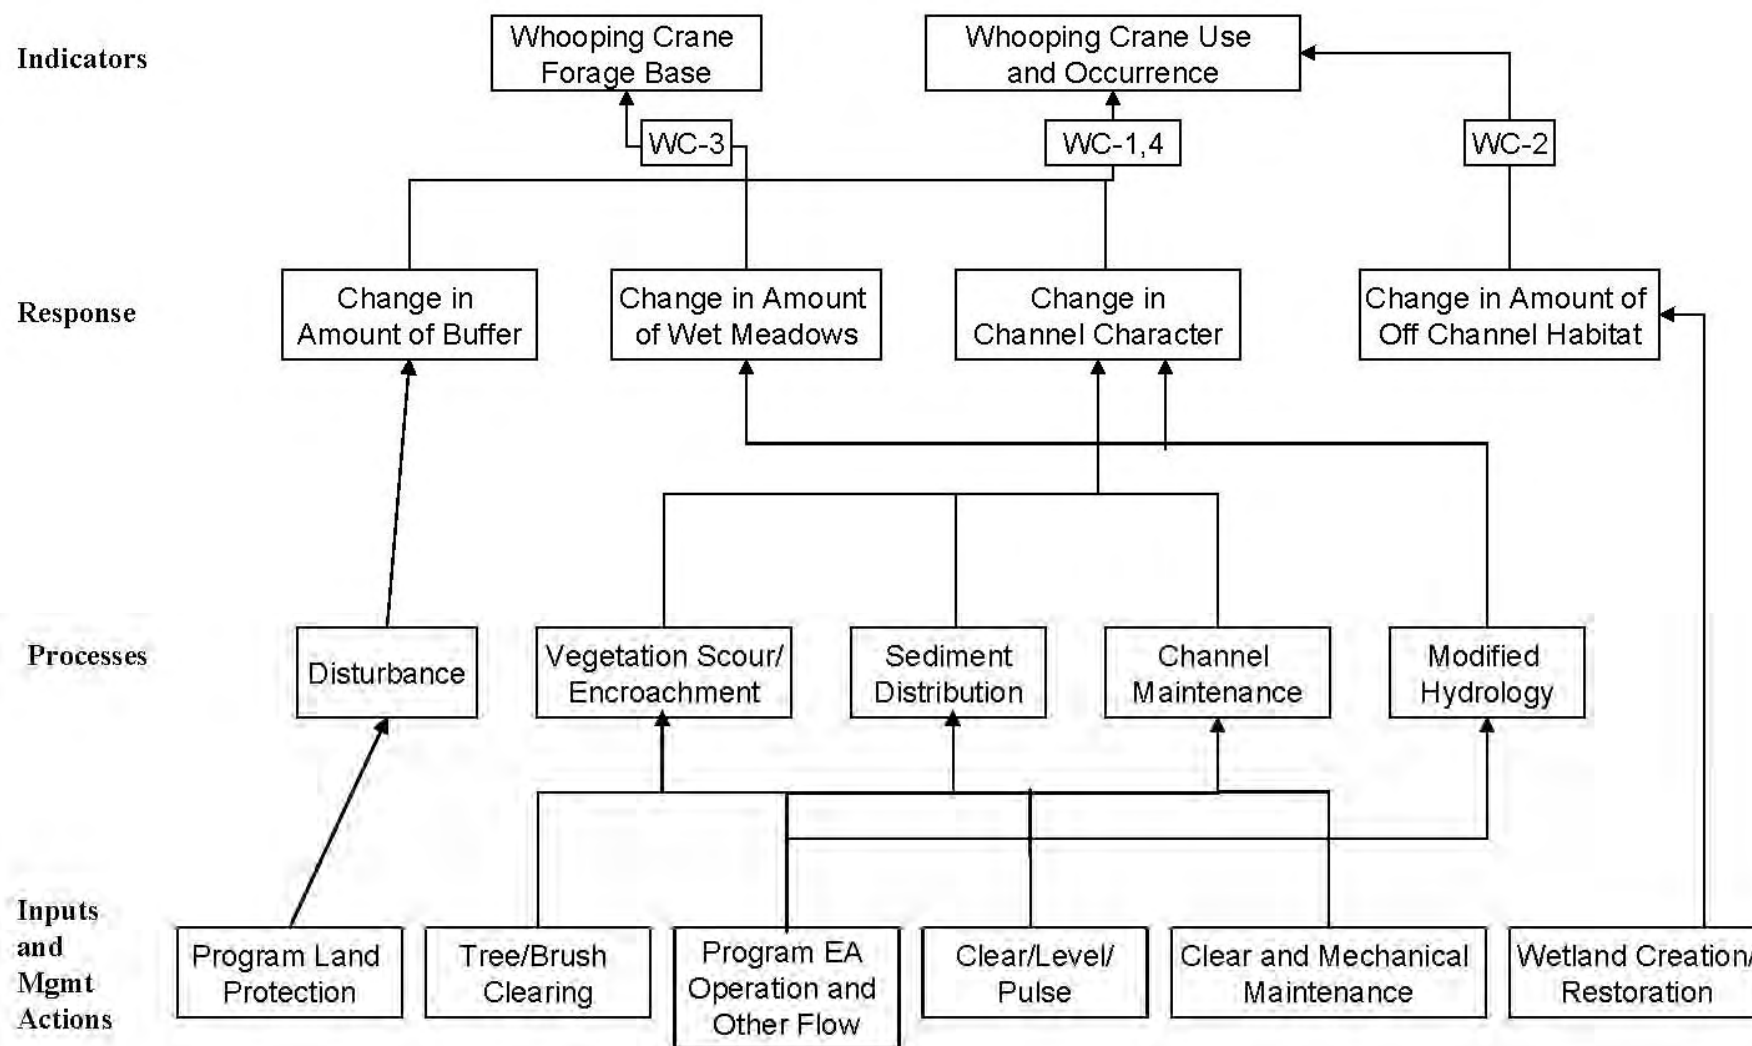 Indicators
Whooping Crane
Forage Base
Whooping Crane Use
and Occurrence
WC-3
WC-1,4
WC-2
Response
Change in
Amount of Buffer
Change in Amount
of Wet Meadows
Change in
Channel Character
Change in Amount of
Off Channel Habitat
Processes
Disturbance
Vegetation Scour/
Encroachment
Sediment
Distribution
Channel
Maintenance
Modified
Hydrology
Inputs
and
Mgmt
Actions
Program Land
Protection
Tree/Brush
Clearing
Program EA
Operation and
Other Flow
Clear/Level/
Pulse
Clear and Mechanical
Maintenance
Wetland Creation/
Restoration